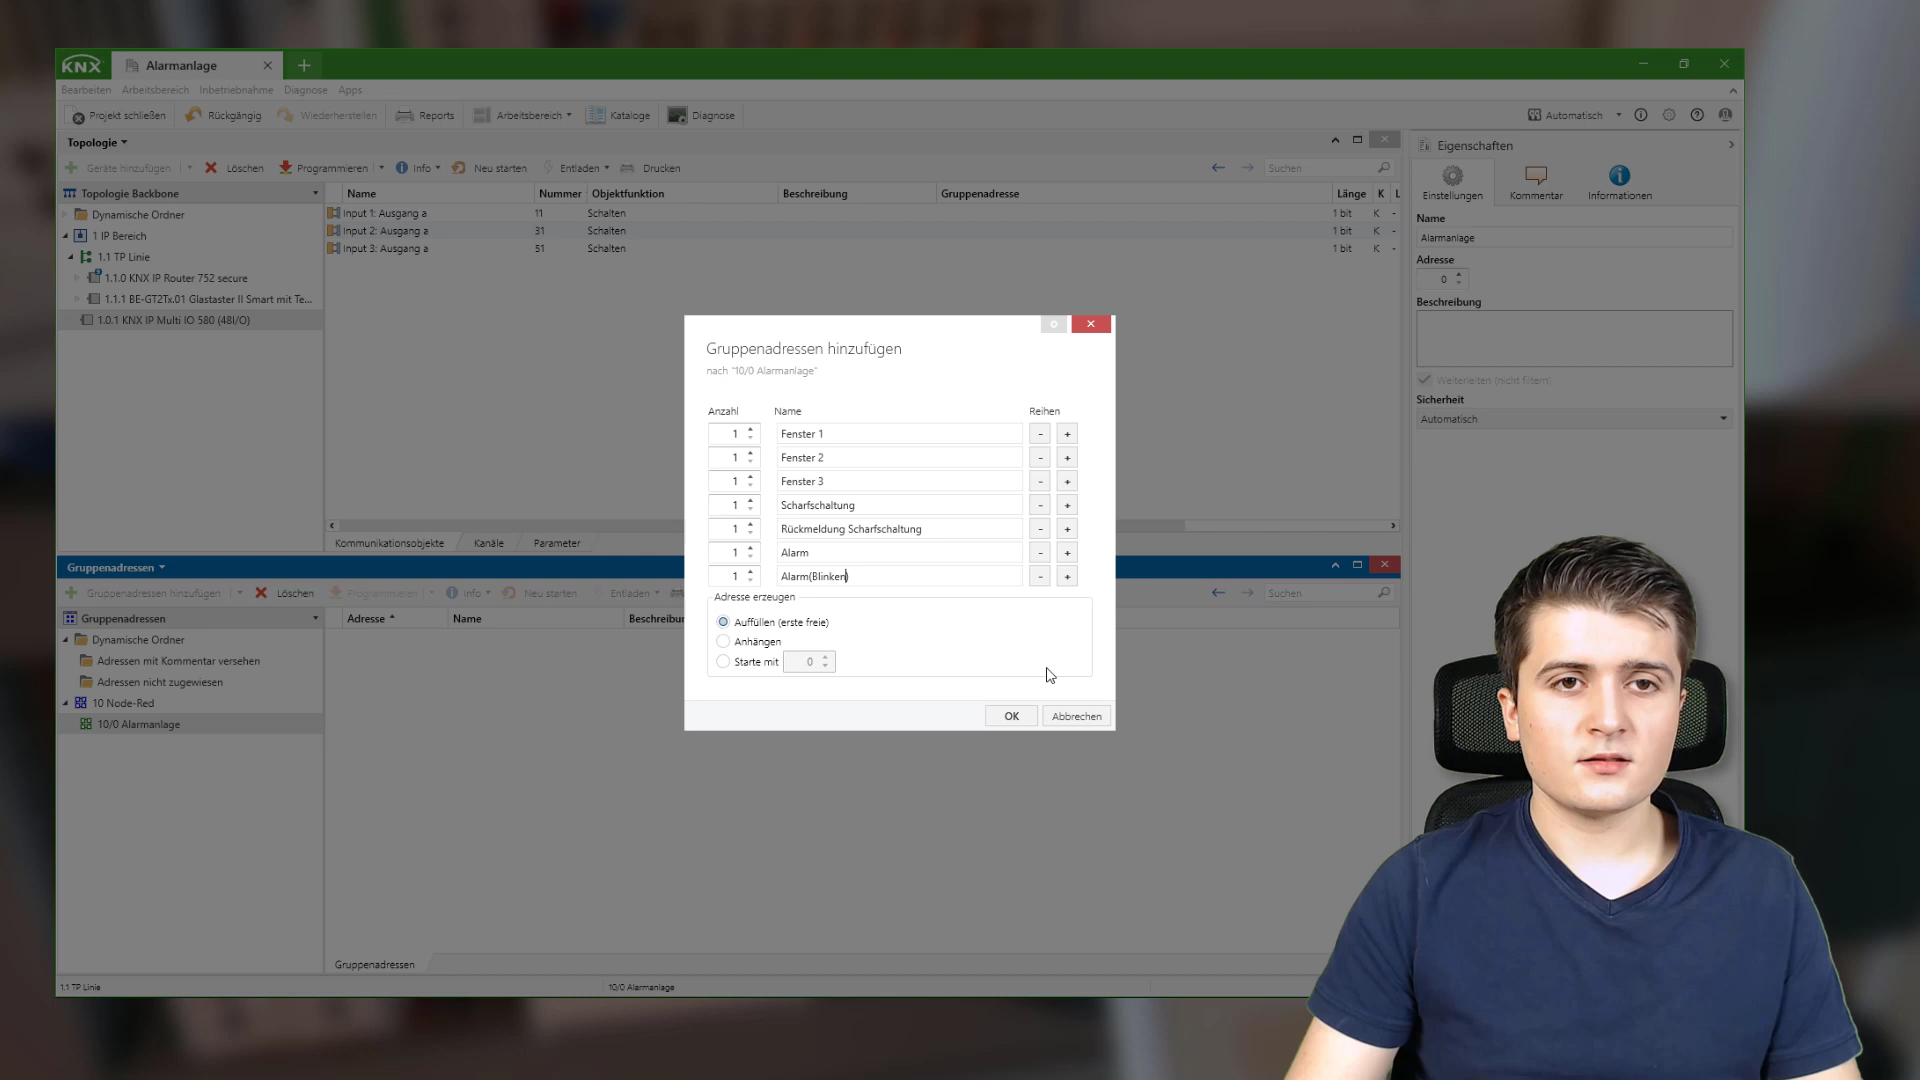 KNX Alarmanlage
Bearbeiten Arbeitsbereich Inbetriebnahme Diagnose Apps
Projekt schließen Rückgängig Wiederherstellen Reports Arbeitsbereich Kataloge Diagnose Automatisch
Topologie
Geräte hinzufügen Löschen Programmieren Info Neu starten Entladen Drucken Suchen
Topologie Backbone
Dynamische Ordner
1 IP Bereich
1.1 TP Linie
1.1.0 KNX IP Router 752 secure
1.1.1 BE-GT2Tx.01 Glastaster II Smart mit Te...
1.0.1 KNX IP Multi IO 580 (48I/O)
Name Nummer Objektfunktion Beschreibung Gruppenadresse Länge K L
Input 1: Ausgang a 11 Schalten 1 bit K -
Input 2: Ausgang a 31 Schalten 1 bit K -
Input 3: Ausgang a 51 Schalten 1 bit K -
Kommunikationsobjekte Kanäle Parameter
Eigenschaften
Einstellungen Kommentar Informationen
Name
Alarmanlage
Adresse
0
Beschreibung
Weiterleiten (nicht filtern)
Sicherheit
Automatisch
Gruppenadressen hinzufügen
nach "10/0 Alarmanlage"
Anzahl Name Reihen
1 Fenster 1 - +
1 Fenster 2 - +
1 Fenster 3 - +
1 Scharfschaltung - +
1 Rückmeldung Scharfschaltung - +
1 Alarm - +
1 Alarm(Blinken) - +
Adresse erzeugen
Auffüllen (erste freie)
Anhängen
Starte mit 0
OK Abbrechen
Gruppenadressen
Gruppenadressen hinzufügen Löschen Programmieren Info Neu starten Entladen Suchen
Gruppenadressen
Dynamische Ordner
Adressen mit Kommentar versehen
Adressen nicht zugewiesen
10 Node-Red
10/0 Alarmanlage
Adresse Name Beschreibu
Gruppenadressen
1.1 TP Linie 10/0 Alarmanlage